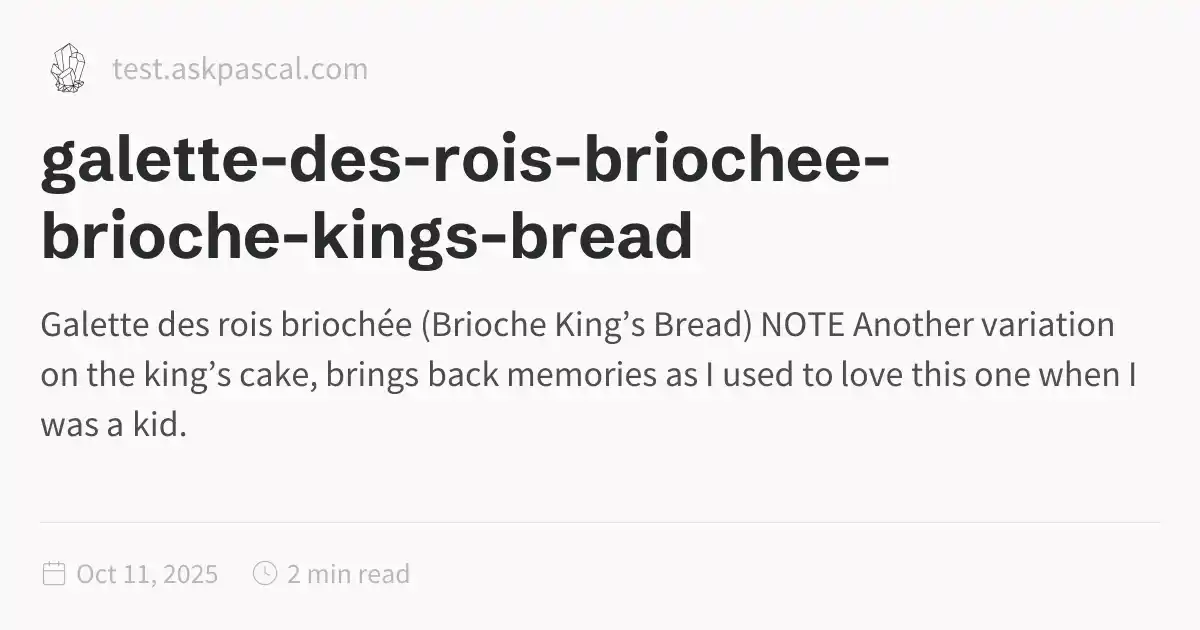 test.askpascal.com
galette-des-rois-briochee-
brioche-kings-bread
Galette des rois briochée (Brioche King’s Bread) NOTE Another variation
on the king’s cake, brings back memories as I used to love this one when I
was a kid.
Oct 11, 2025 2 min read